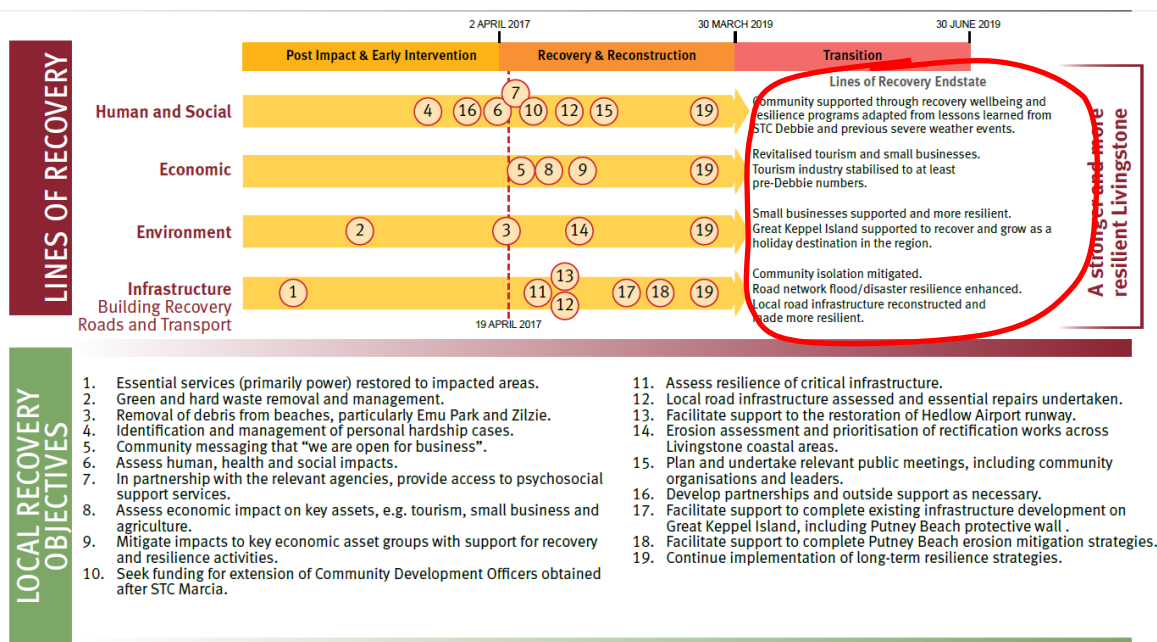 2 APRIL 2017
30 MARCH 2019
30 JUNE 2019
LINES OF RECOVERY
Post Impact & Early Intervention
Recovery & Reconstruction
Transition
Lines of Recovery Endstate
Human and Social
4 16 6 7 10 12 15 19
Community supported through recovery wellbeing and
resilience programs adapted from lessons learned from
STC Debbie and previous severe weather events.
Economic
5 8 9 19
Revitalised tourism and small businesses.
Tourism industry stabilised to at least
pre-Debbie numbers.
Environment
2 3 14 19
Small businesses supported and more resilient.
Great Keppel Island supported to recover and grow as a
holiday destination in the region.
Infrastructure
Building Recovery
Roads and Transport
1 11 13 12 17 18 19
Community isolation mitigated.
Road network flood/disaster resilience enhanced.
Local road infrastructure reconstructed and
made more resilient.
19 APRIL 2017
A stronger and more
resilient Livingstone
LOCAL RECOVERY
OBJECTIVES
1. Essential services (primarily power) restored to impacted areas.
2. Green and hard waste removal and management.
3. Removal of debris from beaches, particularly Emu Park and Zilzie.
4. Identification and management of personal hardship cases.
5. Community messaging that “we are open for business”.
6. Assess human, health and social impacts.
7. In partnership with the relevant agencies, provide access to psychosocial
support services.
8. Assess economic impact on key assets, e.g. tourism, small business and
agriculture.
9. Mitigate impacts to key economic asset groups with support for recovery
and resilience activities.
10. Seek funding for extension of Community Development Officers obtained
after STC Marcia.
11. Assess resilience of critical infrastructure.
12. Local road infrastructure assessed and essential repairs undertaken.
13. Facilitate support to the restoration of Hedlow Airport runway.
14. Erosion assessment and prioritisation of rectification works across
Livingstone coastal areas.
15. Plan and undertake relevant public meetings, including community
organisations and leaders.
16. Develop partnerships and outside support as necessary.
17. Facilitate support to complete existing infrastructure development on
Great Keppel Island, including Putney Beach protective wall .
18. Facilitate support to complete Putney Beach erosion mitigation strategies.
19. Continue implementation of long-term resilience strategies.